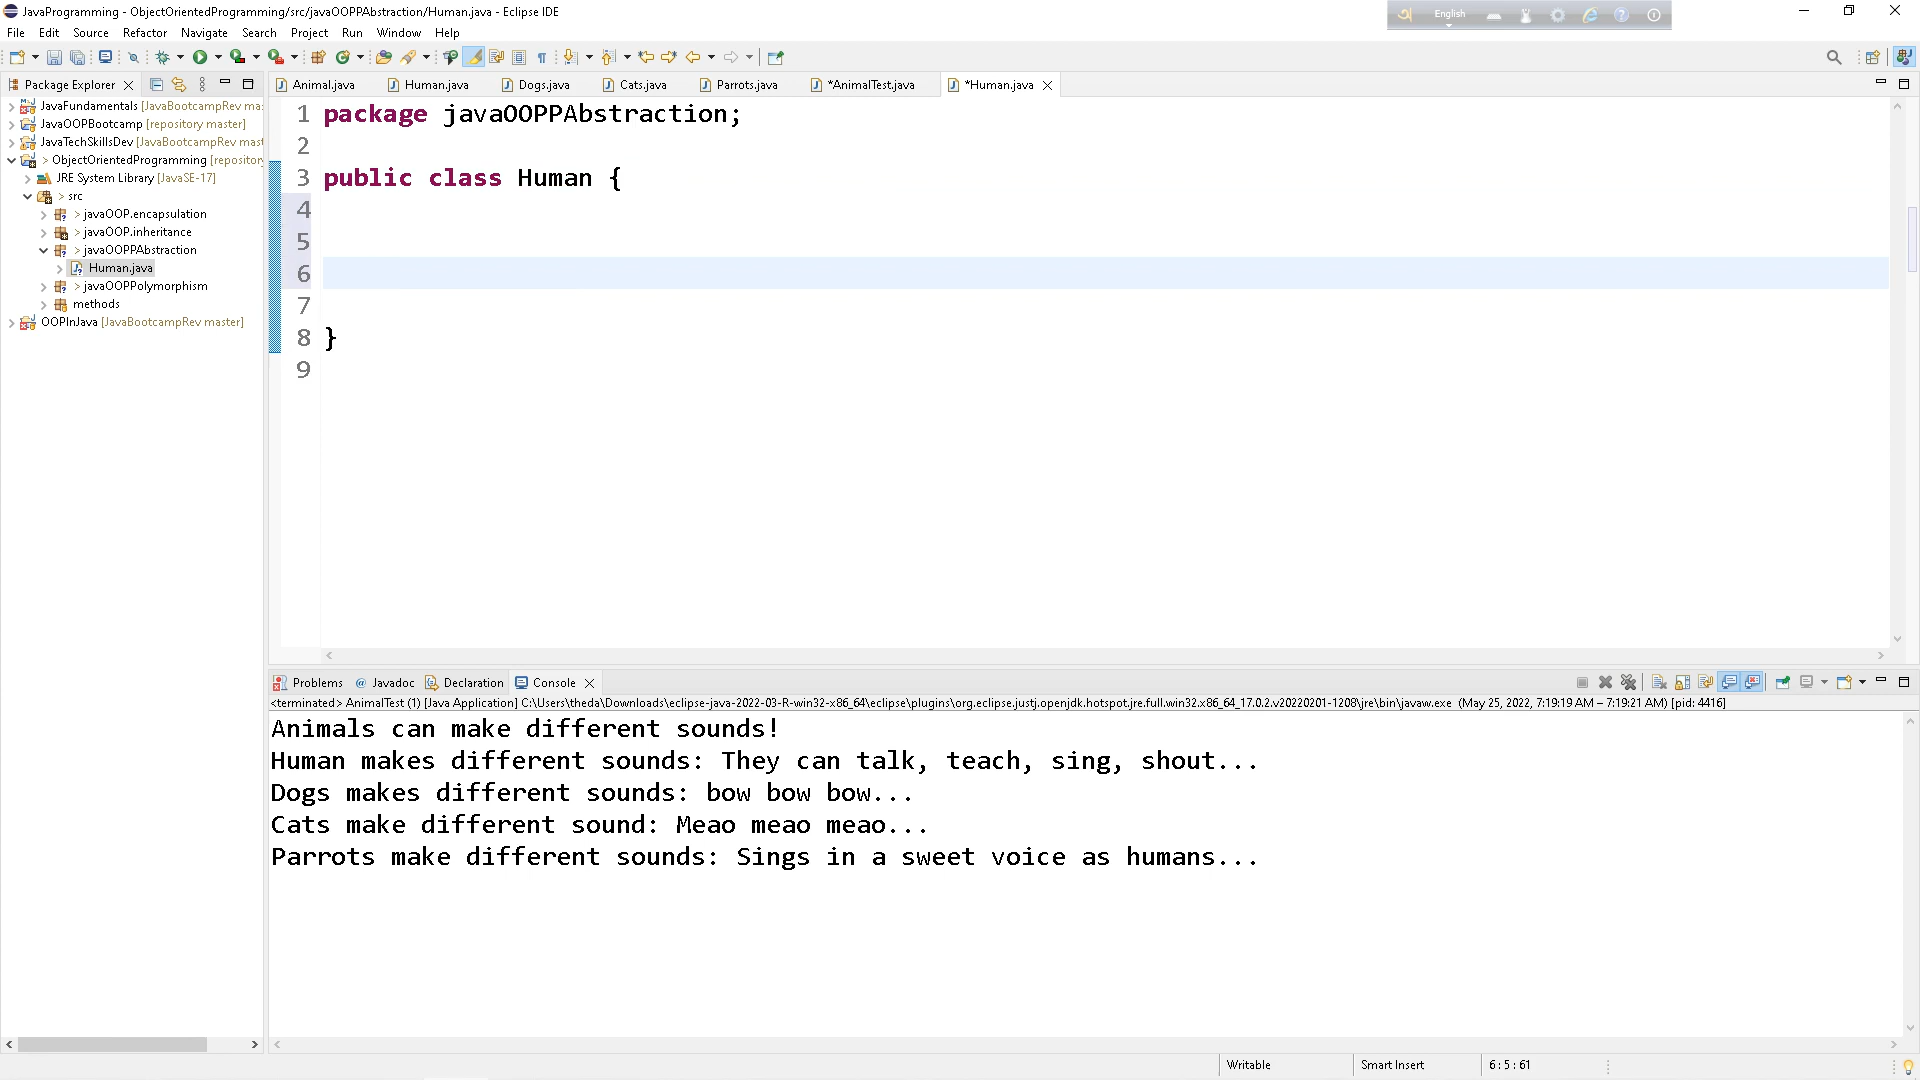 JavaProgramming - ObjectOrientedProgramming/src/javaOOPPAbstraction/Human.java - Eclipse IDE
English
File Edit Source Refactor Navigate Search Project Run Window Help
Package Explorer
Animal.java Human.java Dogs.java Cats.java Parrots.java *AnimalTest.java *Human.java
JavaFundamentals [JavaBootcampRev mas
JavaOOPBootcamp [repository master]
JavaTechSkillsDev [JavaBootcampRev mast
> ObjectOrientedProgramming [repository
JRE System Library [JavaSE-17]
> src
> javaOOP.encapsulation
> javaOOP.inheritance
> javaOOPPAbstraction
Human.java
> javaOOPPolymorphism
methods
OOPInJava [JavaBootcampRev master]
1 package javaOOPPAbstraction;
2
3 public class Human {
4
5
6
7
8 }
9
Problems @ Javadoc Declaration Console
<terminated> AnimalTest (1) [Java Application] C:\Users\theda\Downloads\eclipse-java-2022-03-R-win32-x86_64\eclipse\plugins\org.eclipse.justj.openjdk.hotspot.jre.full.win32.x86_64_17.0.2.v20220201-1208\jre\bin\javaw.exe (May 25, 2022, 7:19:19 AM – 7:19:21 AM) [pid: 4416]
Animals can make different sounds!
Human makes different sounds: They can talk, teach, sing, shout...
Dogs makes different sounds: bow bow bow...
Cats make different sound: Meao meao meao...
Parrots make different sounds: Sings in a sweet voice as humans...
Writable Smart Insert 6 : 5 : 61